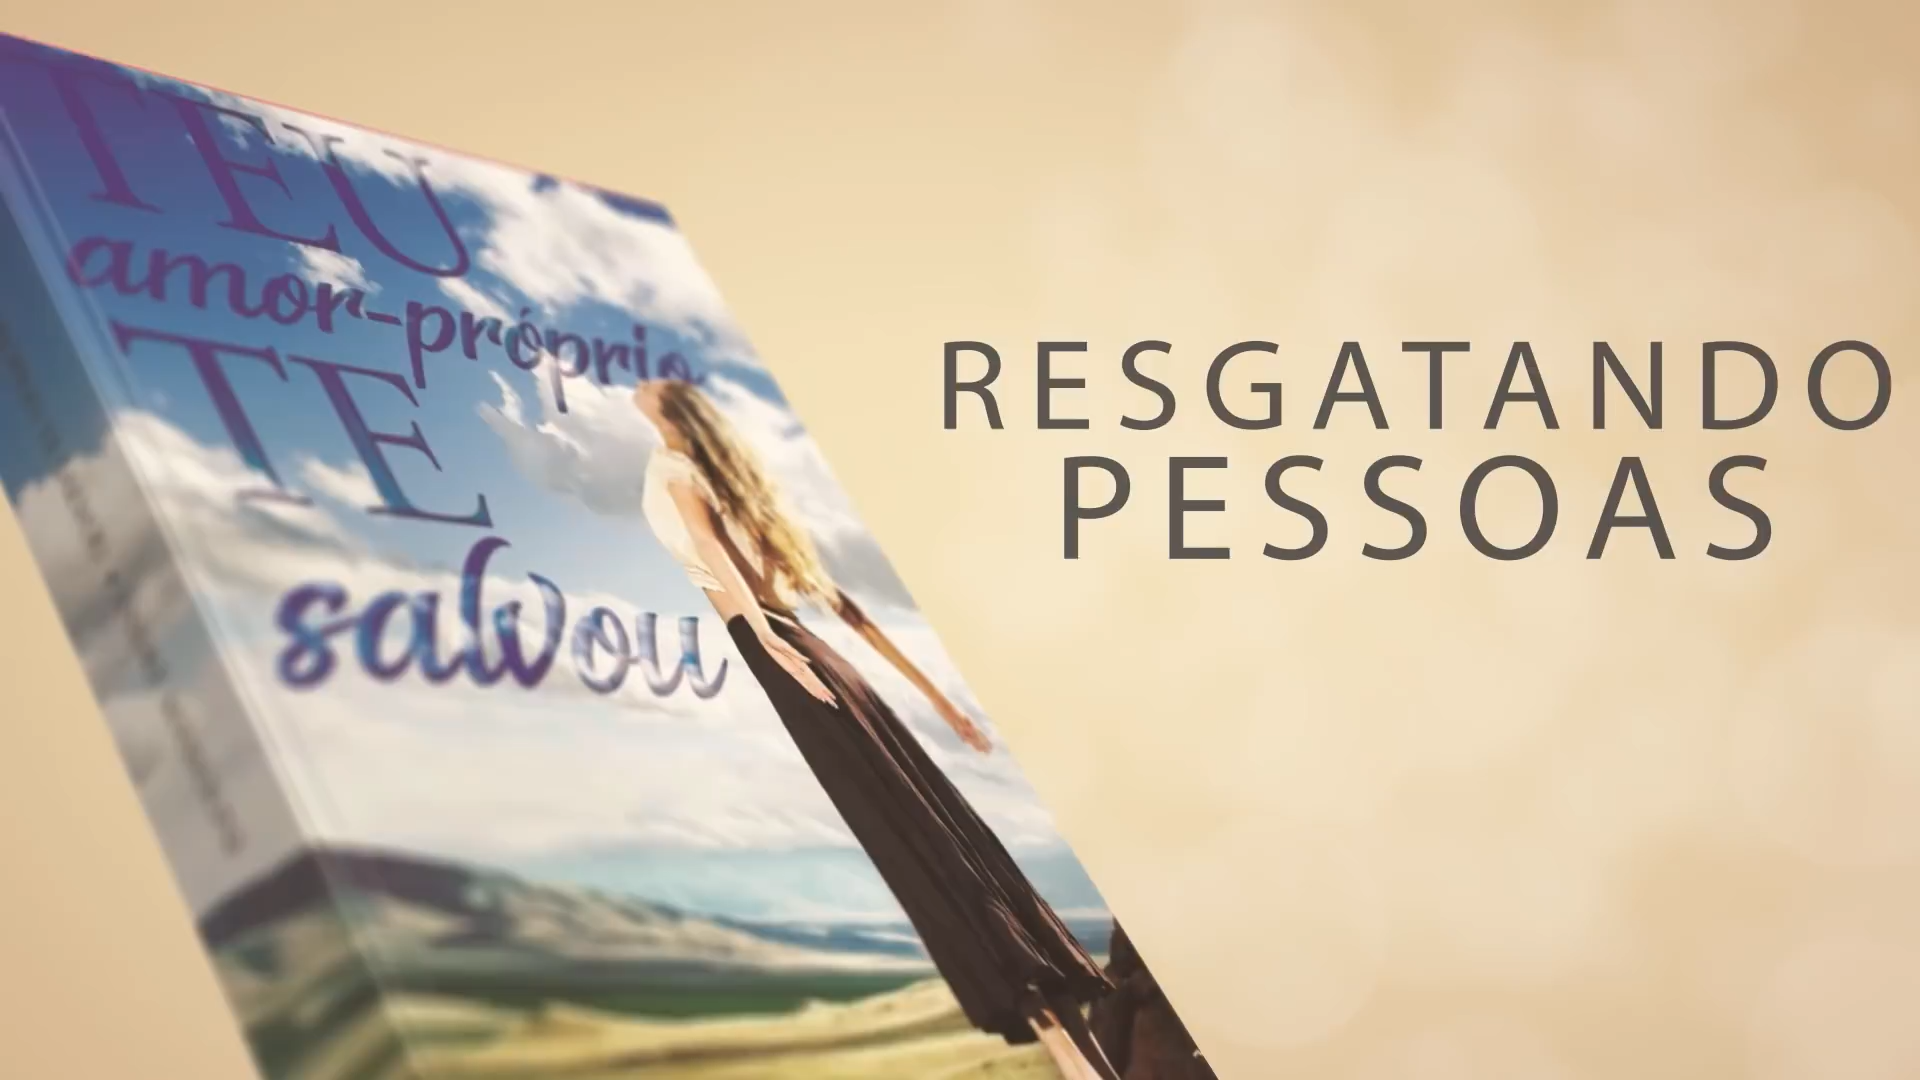 TEU
amor-próprio
TE
salvou
RESGATANDO
PESSOAS